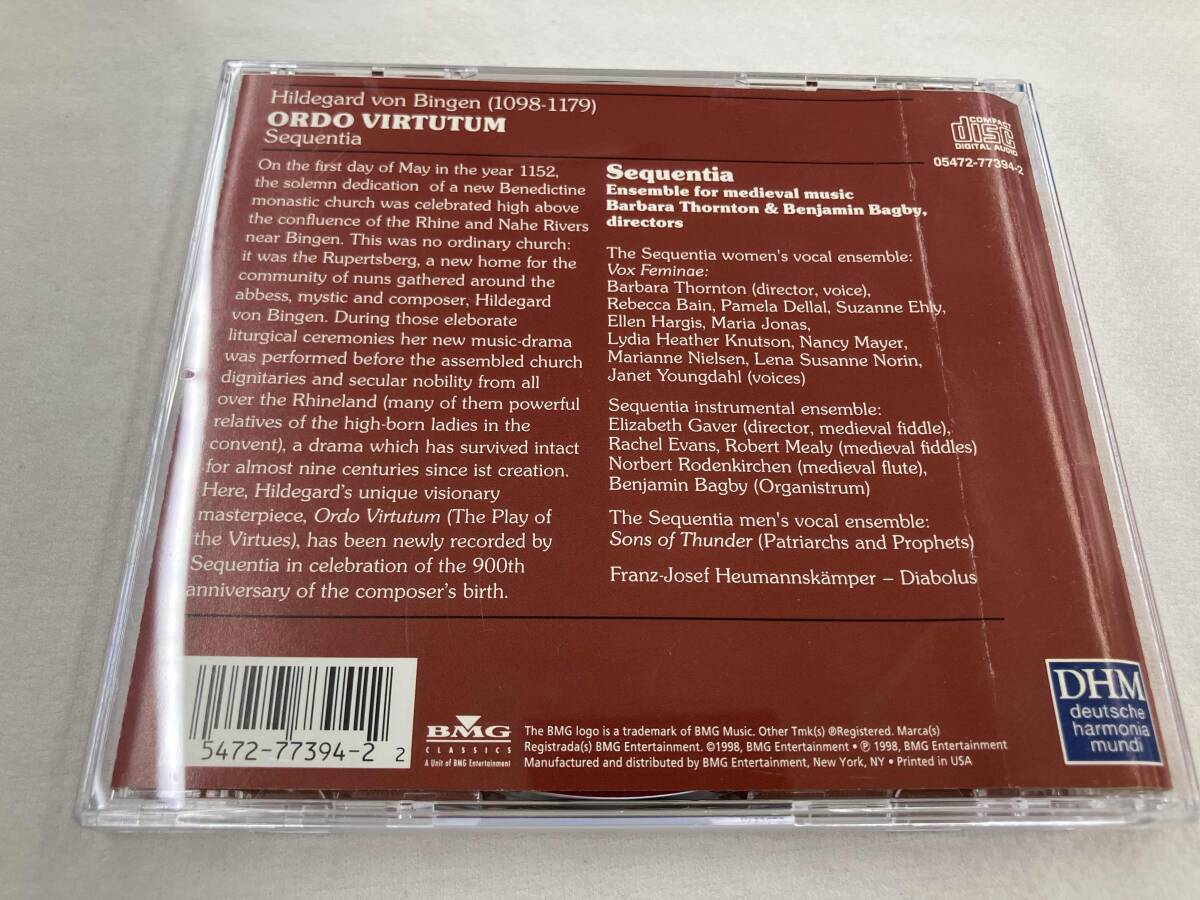 Hildegard von Bingen (1098-1179)
ORDO VIRTUTUM
Sequentia
On the first day of May in the year 1152,
the solemn dedication of a new Benedictine
monastic church was celebrated high above
the confluence of the Rhine and Nahe Rivers
near Bingen. This was no ordinary church:
it was the Rupertsberg, a new home for the
community of nuns gathered around the
abbess, mystic and composer, Hildegard
von Bingen. During those eleborate
liturgical ceremonies her new music-drama
was performed before the assembled church
dignitaries and secular nobility from all
over the Rhineland (many of them powerful
relatives of the high-born ladies in the
convent), a drama which has survived intact
for almost nine centuries since ist creation.
Here, Hildegard's unique visionary
masterpiece, Ordo Virtutum (The Play of
the Virtues), has been newly recorded by
Sequentia in celebration of the 900th
anniversary of the composer's birth.
COMPACT
disc
DIGITAL AUDIO
05472-77394-2
Sequentia
Ensemble for medieval music
Barbara Thornton & Benjamin Bagby,
directors
The Sequentia women's vocal ensemble:
Vox Feminae:
Barbara Thornton (director, voice),
Rebecca Bain, Pamela Dellal, Suzanne Ehly,
Ellen Hargis, Maria Jonas,
Lydia Heather Knutson, Nancy Mayer,
Marianne Nielsen, Lena Susanne Norin,
Janet Youngdahl (voices)
Sequentia instrumental ensemble:
Elizabeth Gaver (director, medieval fiddle),
Rachel Evans, Robert Mealy (medieval fiddles)
Norbert Rodenkirchen (medieval flute),
Benjamin Bagby (Organistrum)
The Sequentia men's vocal ensemble:
Sons of Thunder (Patriarchs and Prophets)
Franz-Josef Heumannskämper – Diabolus
5472-77394-2 2
BMG
CLASSICS
A Unit of BMG Entertainment
The BMG logo is a trademark of BMG Music. Other Tmk(s) ®Registered. Marca(s)
Registrada(s) BMG Entertainment. ©1998, BMG Entertainment • ℗ 1998, BMG Entertainment
Manufactured and distributed by BMG Entertainment, New York, NY • Printed in USA
DHM
deutsche
harmonia
mundi